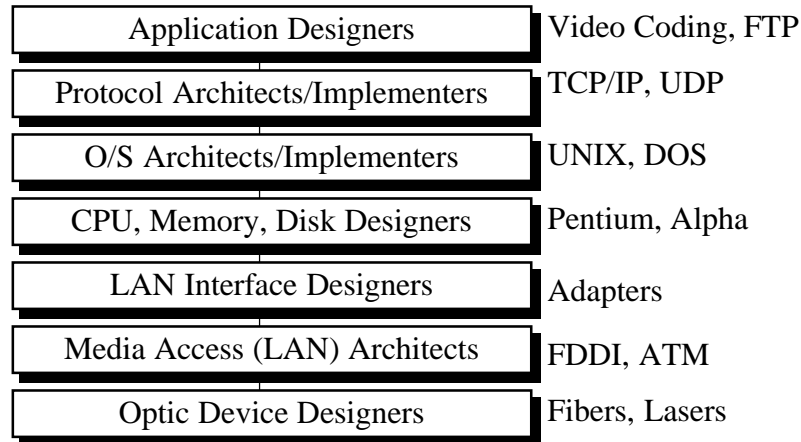 Application Designers Video Coding, FTP
Protocol Architects/Implementers TCP/IP, UDP
O/S Architects/Implementers UNIX, DOS
CPU, Memory, Disk Designers Pentium, Alpha
LAN Interface Designers Adapters
Media Access (LAN) Architects FDDI, ATM
Optic Device Designers Fibers, Lasers